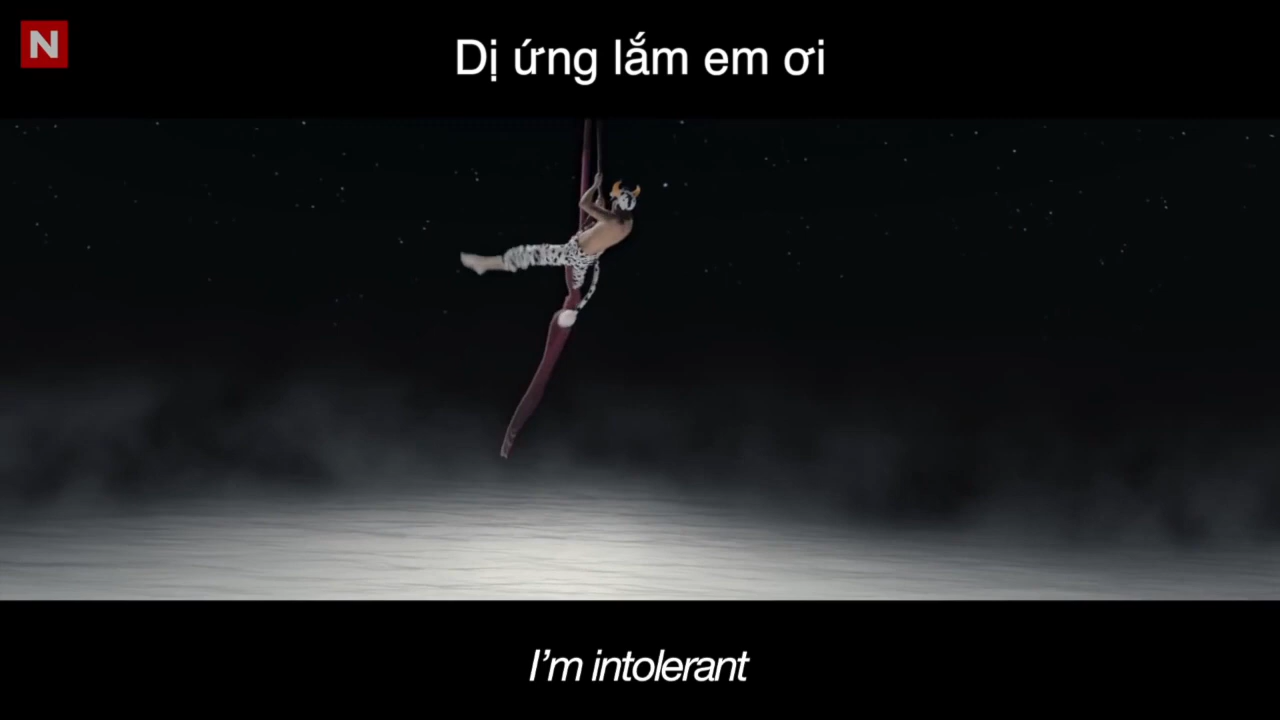 N
Dị ứng lắm em ơi
I'm intolerant